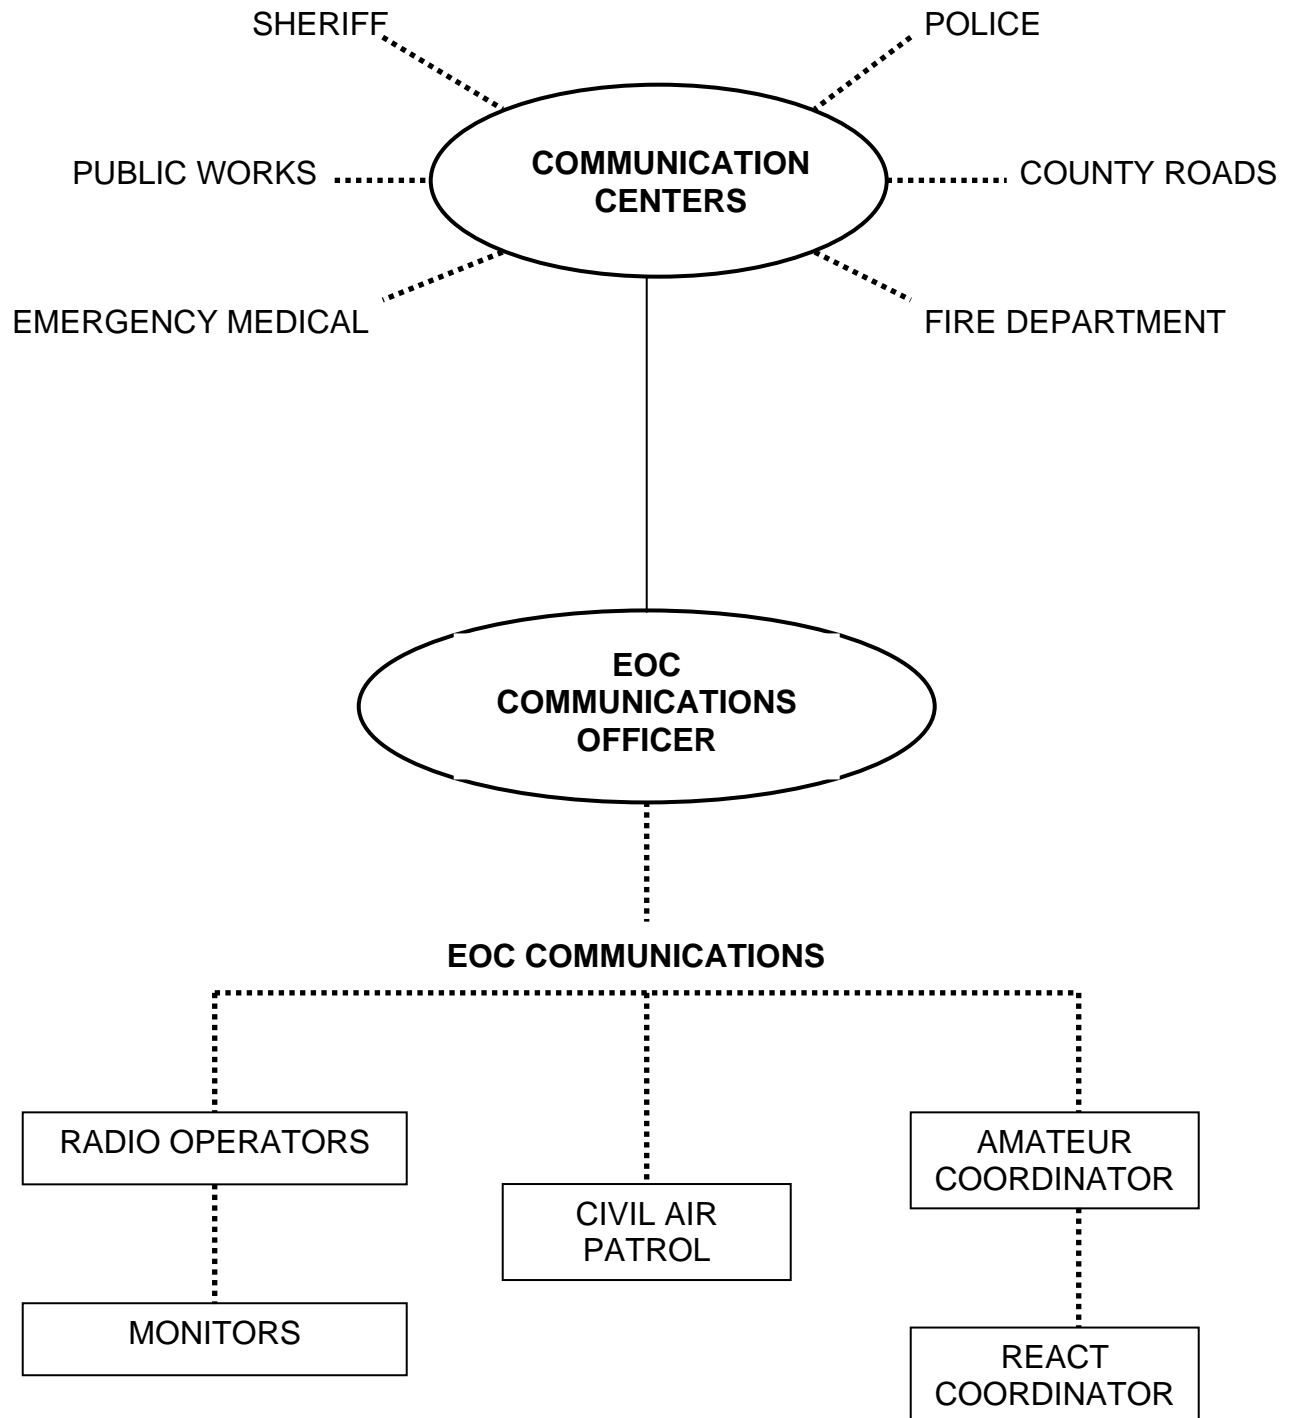 SHERIFF
POLICE
COMMUNICATION
CENTERS
PUBLIC WORKS
COUNTY ROADS
EMERGENCY MEDICAL
FIRE DEPARTMENT
EOC
COMMUNICATIONS
OFFICER
EOC COMMUNICATIONS
RADIO OPERATORS
AMATEUR
COORDINATOR
CIVIL AIR
PATROL
MONITORS
REACT
COORDINATOR